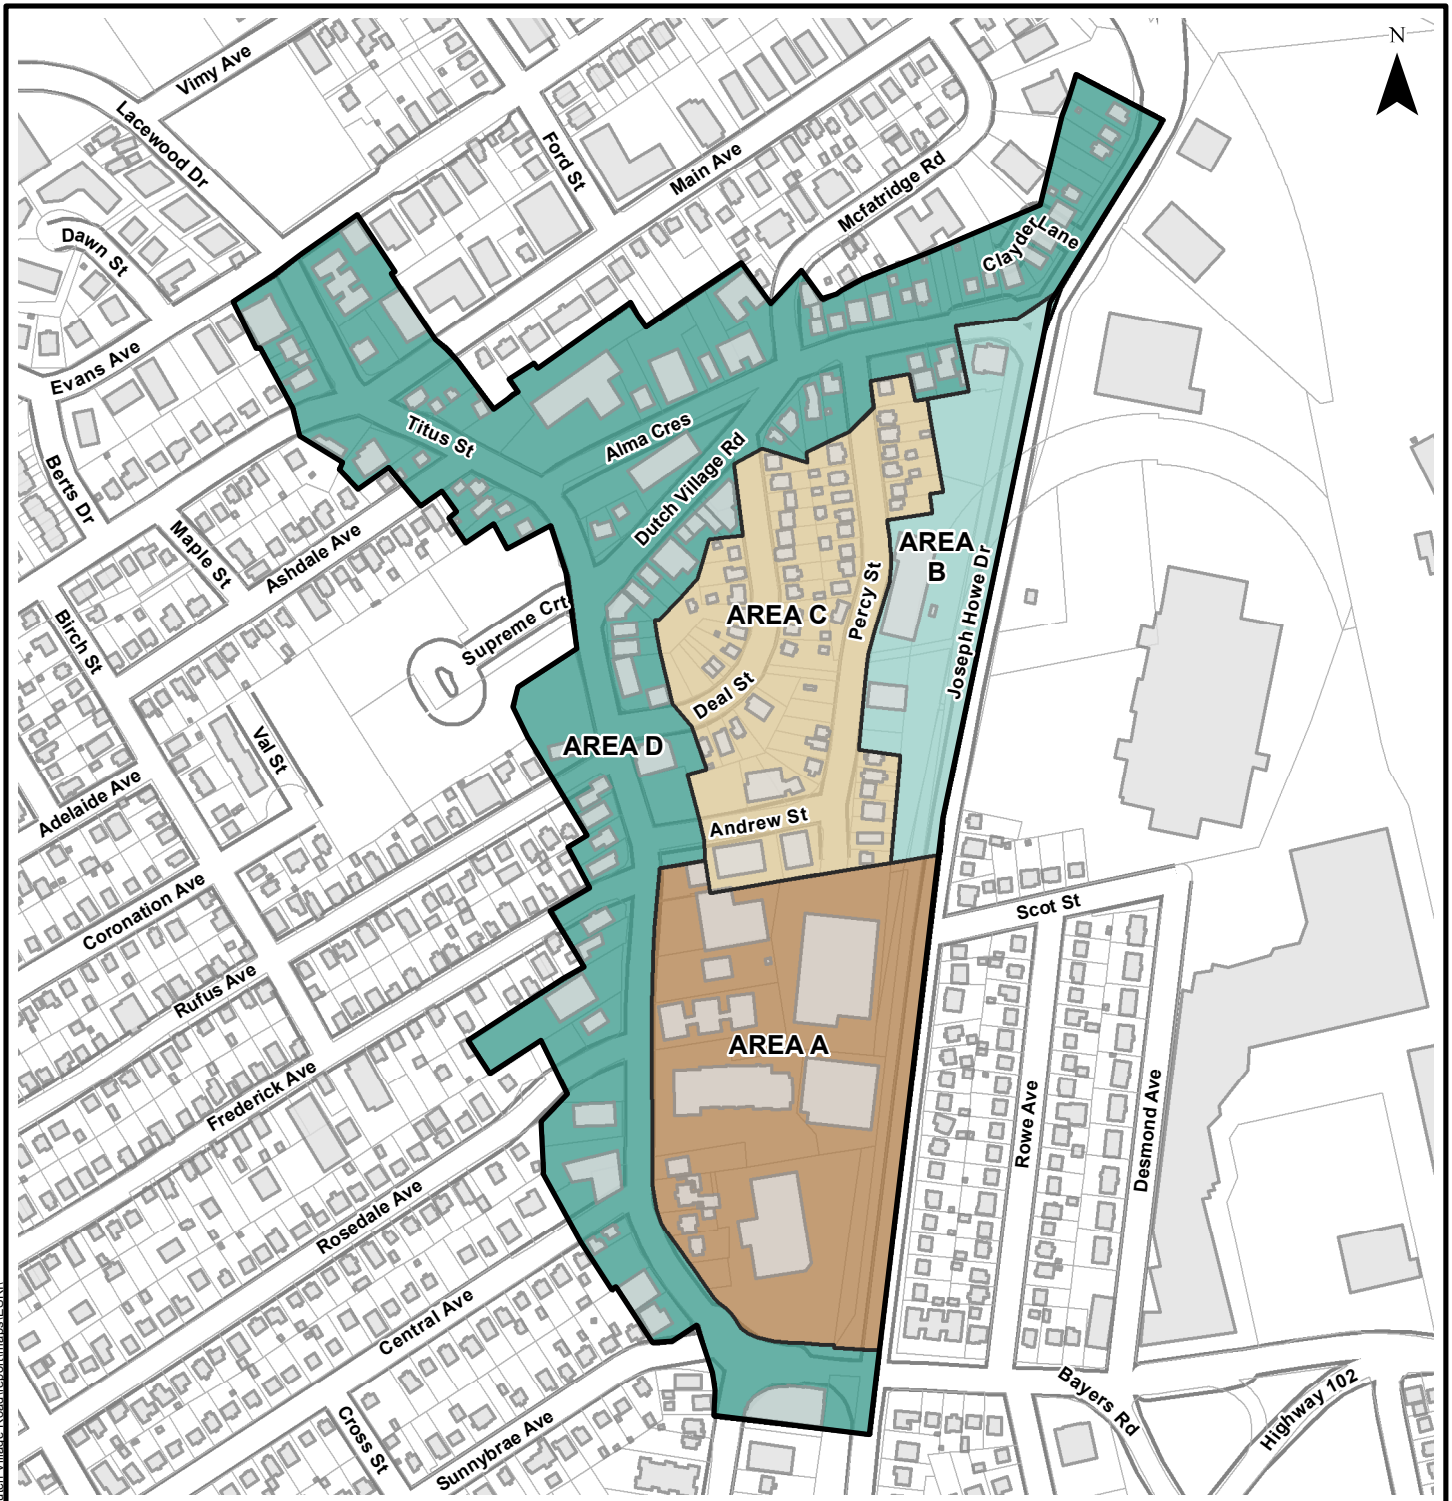 N
Vimy Ave
Lacewood Dr
Ford St
Main Ave
Mcfatridge Rd
Dawn St
Clayder Lane
Evans Ave
Titus St
Alma Cres
Dutch Village Rd
Berts Dr
Maple St
Ashdale Ave
AREA
B
Percy St
AREA C
Supreme Crt
Birch St
Joseph Howe Dr
Deal St
Val St
AREA D
Adelaide Ave
Andrew St
Coronation Ave
Scot St
Rufus Ave
AREA A
Frederick Ave
Rowe Ave
Desmond Ave
Rosedale Ave
Central Ave
Bayers Rd
Highway 102
Cross St
Sunnybrae Ave